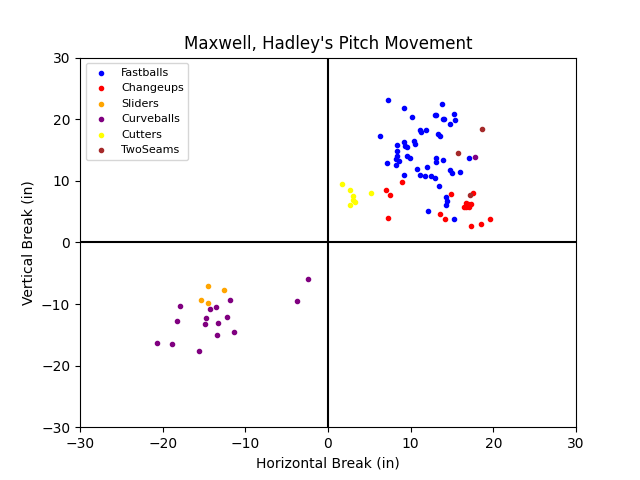 Maxwell, Hadley's Pitch Movement
30
20
10
0
−10
−20
−30
Vertical Break (in)
Fastballs
Changeups
Sliders
Curveballs
Cutters
TwoSeams
−30 −20 −10 0 10 20 30
Horizontal Break (in)